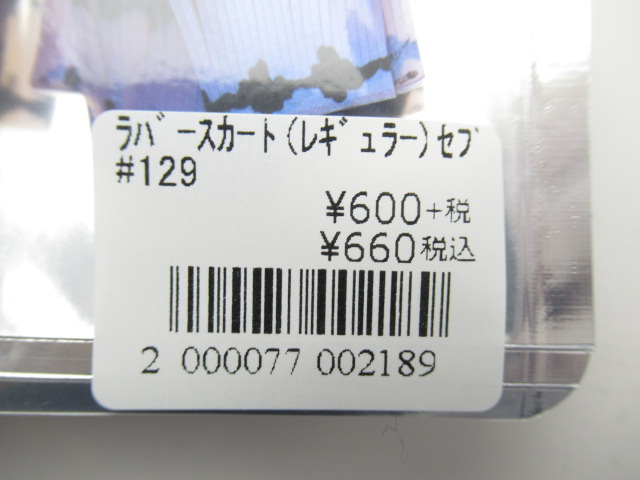 ラバースカート(レギュラー)セブ
#129
¥600+税
¥660税込
2 000077 002189